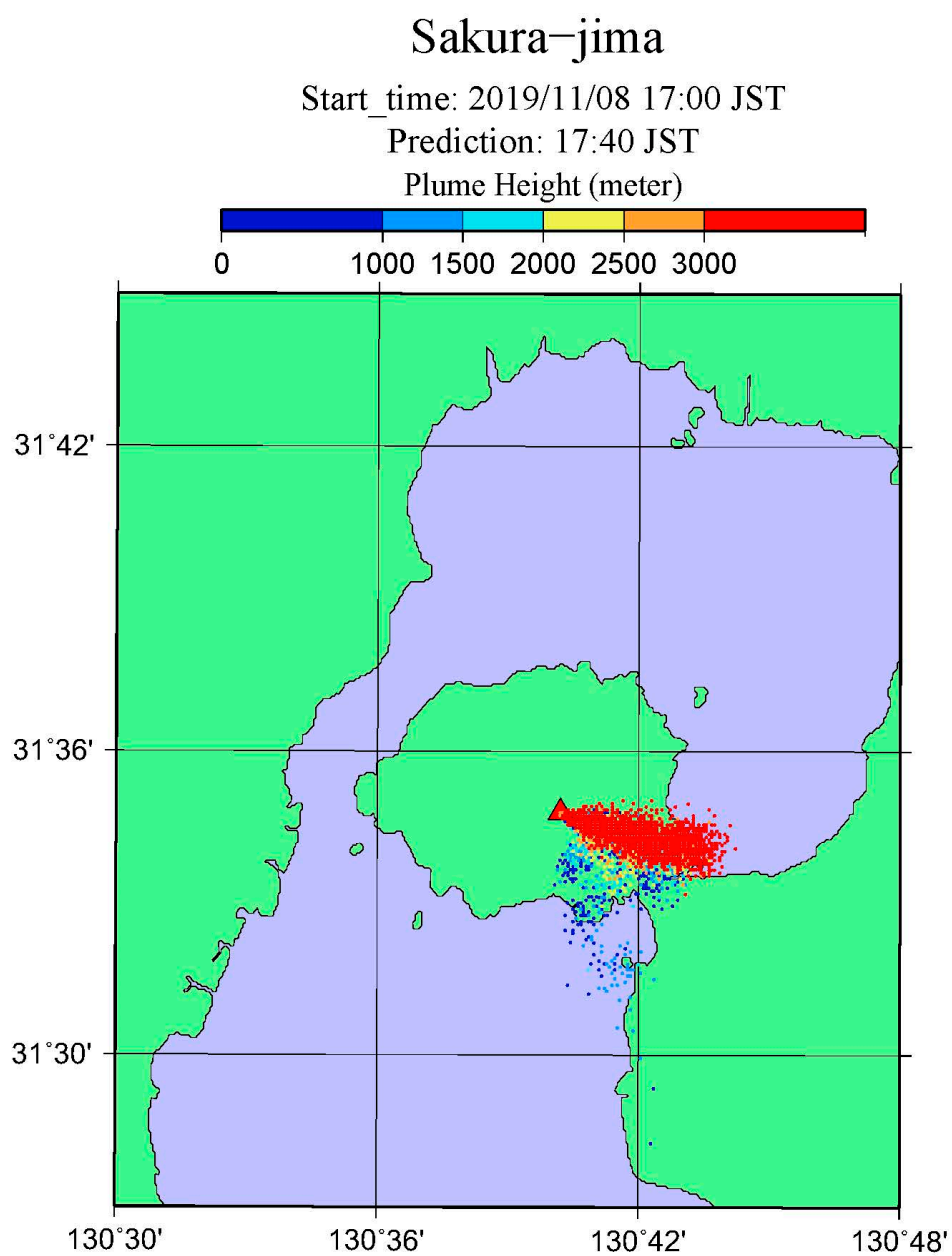 Sakura−jima
Start_time: 2019/11/08 17:00 JST
Prediction: 17:40 JST
Plume Height (meter)
0 1000 1500 2000 2500 3000
31˚42'
31˚36'
31˚30'
130˚30' 130˚36' 130˚42' 130˚48'